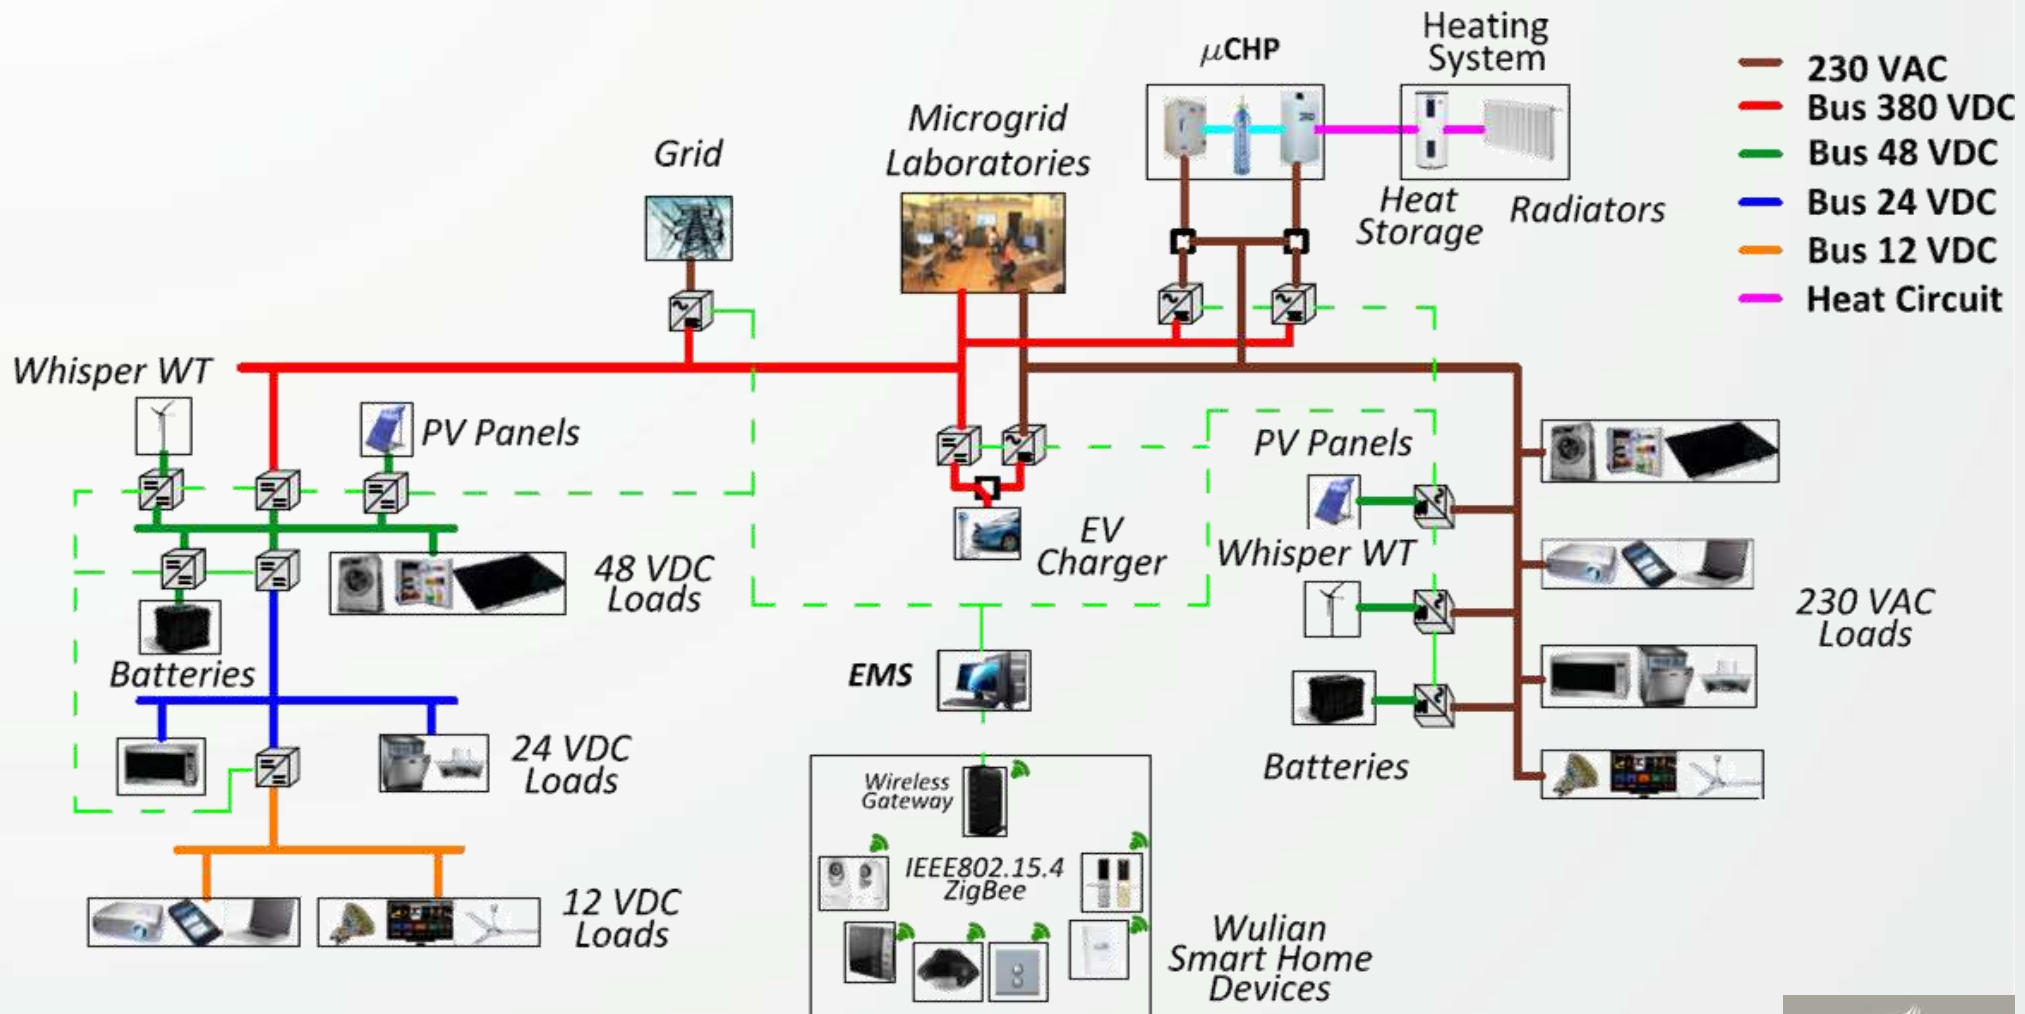 μCHP
Heating
System
230 VAC
Bus 380 VDC
Bus 48 VDC
Bus 24 VDC
Bus 12 VDC
Heat Circuit
Grid
Microgrid
Laboratories
Heat
Storage
Radiators
Whisper WT
PV Panels
48 VDC
Loads
Batteries
24 VDC
Loads
12 VDC
Loads
EV
Charger
EMS
PV Panels
Whisper WT
Batteries
230 VAC
Loads
Wireless
Gateway
IEEE802.15.4
ZigBee
Wulian
Smart Home
Devices